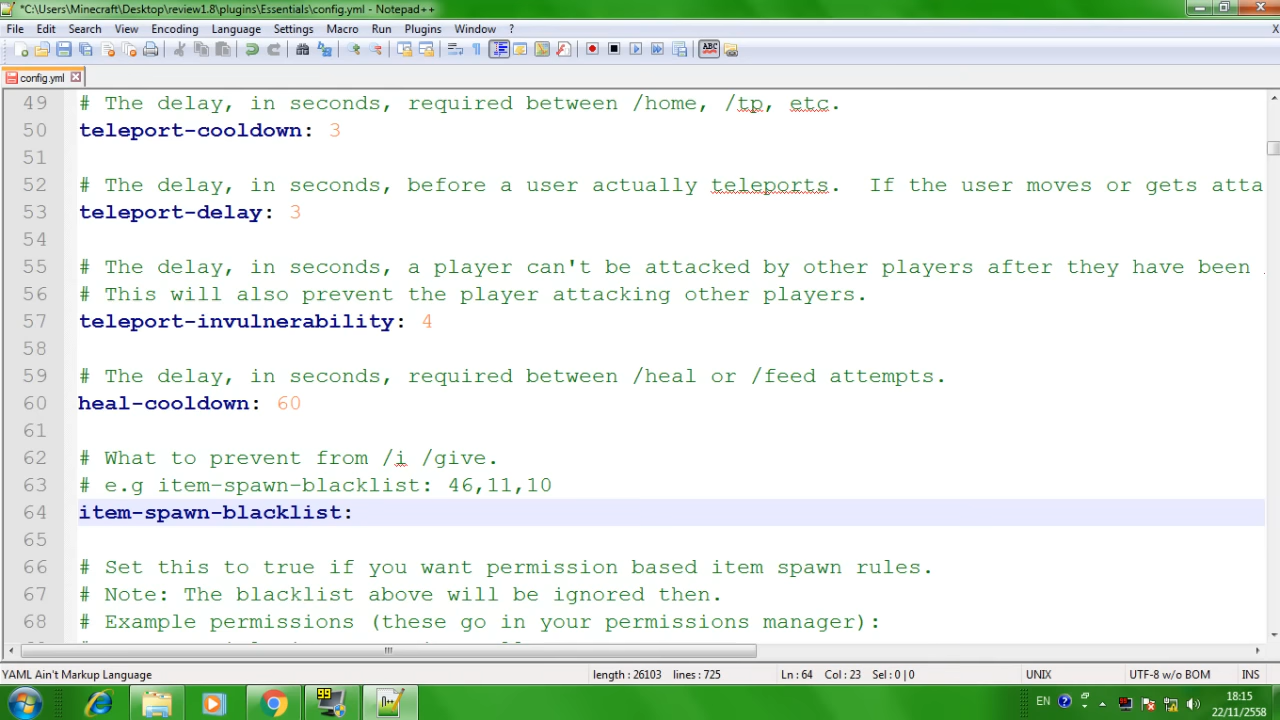 *C:\Users\Minecraft\Desktop\review1.8\plugins\Essentials\config.yml - Notepad++
File Edit Search View Encoding Language Settings Macro Run Plugins Window ? X
config.yml
49 # The delay, in seconds, required between /home, /tp, etc.
50 teleport-cooldown: 3
51
52 # The delay, in seconds, before a user actually teleports.  If the user moves or gets atta
53 teleport-delay: 3
54
55 # The delay, in seconds, a player can't be attacked by other players after they have been
56 # This will also prevent the player attacking other players.
57 teleport-invulnerability: 4
58
59 # The delay, in seconds, required between /heal or /feed attempts.
60 heal-cooldown: 60
61
62 # What to prevent from /i /give.
63 # e.g item-spawn-blacklist: 46,11,10
64 item-spawn-blacklist:
65
66 # Set this to true if you want permission based item spawn rules.
67 # Note: The blacklist above will be ignored then.
68 # Example permissions (these go in your permissions manager):
YAML Ain't Markup Language length : 26103 lines : 725 Ln : 64 Col : 23 Sel : 0 | 0 UNIX UTF-8 w/o BOM INS
99 EN 18:15
22/11/2558